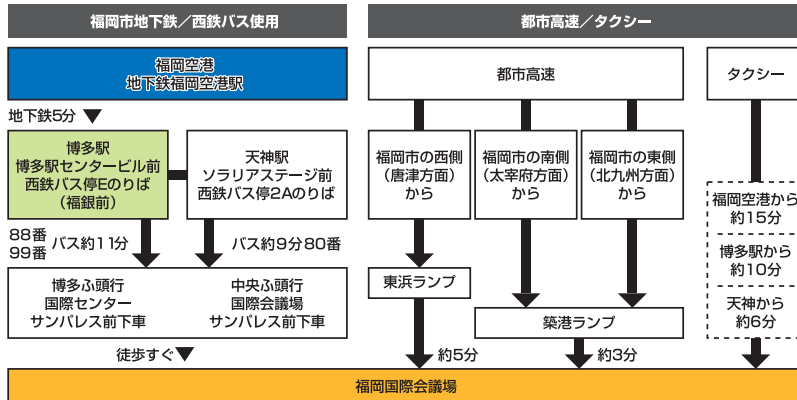 福岡市地下鉄／西鉄バス使用
福岡空港
地下鉄福岡空港駅
地下鉄5分
博多駅
博多駅センタービル前
西鉄バス停Eのりば
（福銀前）
天神駅
ソラリアステージ前
西鉄バス停2Aのりば
88番
99番
バス約11分
バス約9分80番
博多ふ頭行
国際センター
サンパレス前下車
中央ふ頭行
国際会議場
サンパレス前下車
徒歩すぐ
都市高速／タクシー
都市高速
福岡市の西側
（唐津方面）
から
福岡市の南側
（太宰府方面）
から
福岡市の東側
（北九州方面）
から
東浜ランプ
築港ランプ
約5分
約3分
タクシー
福岡空港から
約15分
博多駅から
約10分
天神から
約6分
福岡国際会議場